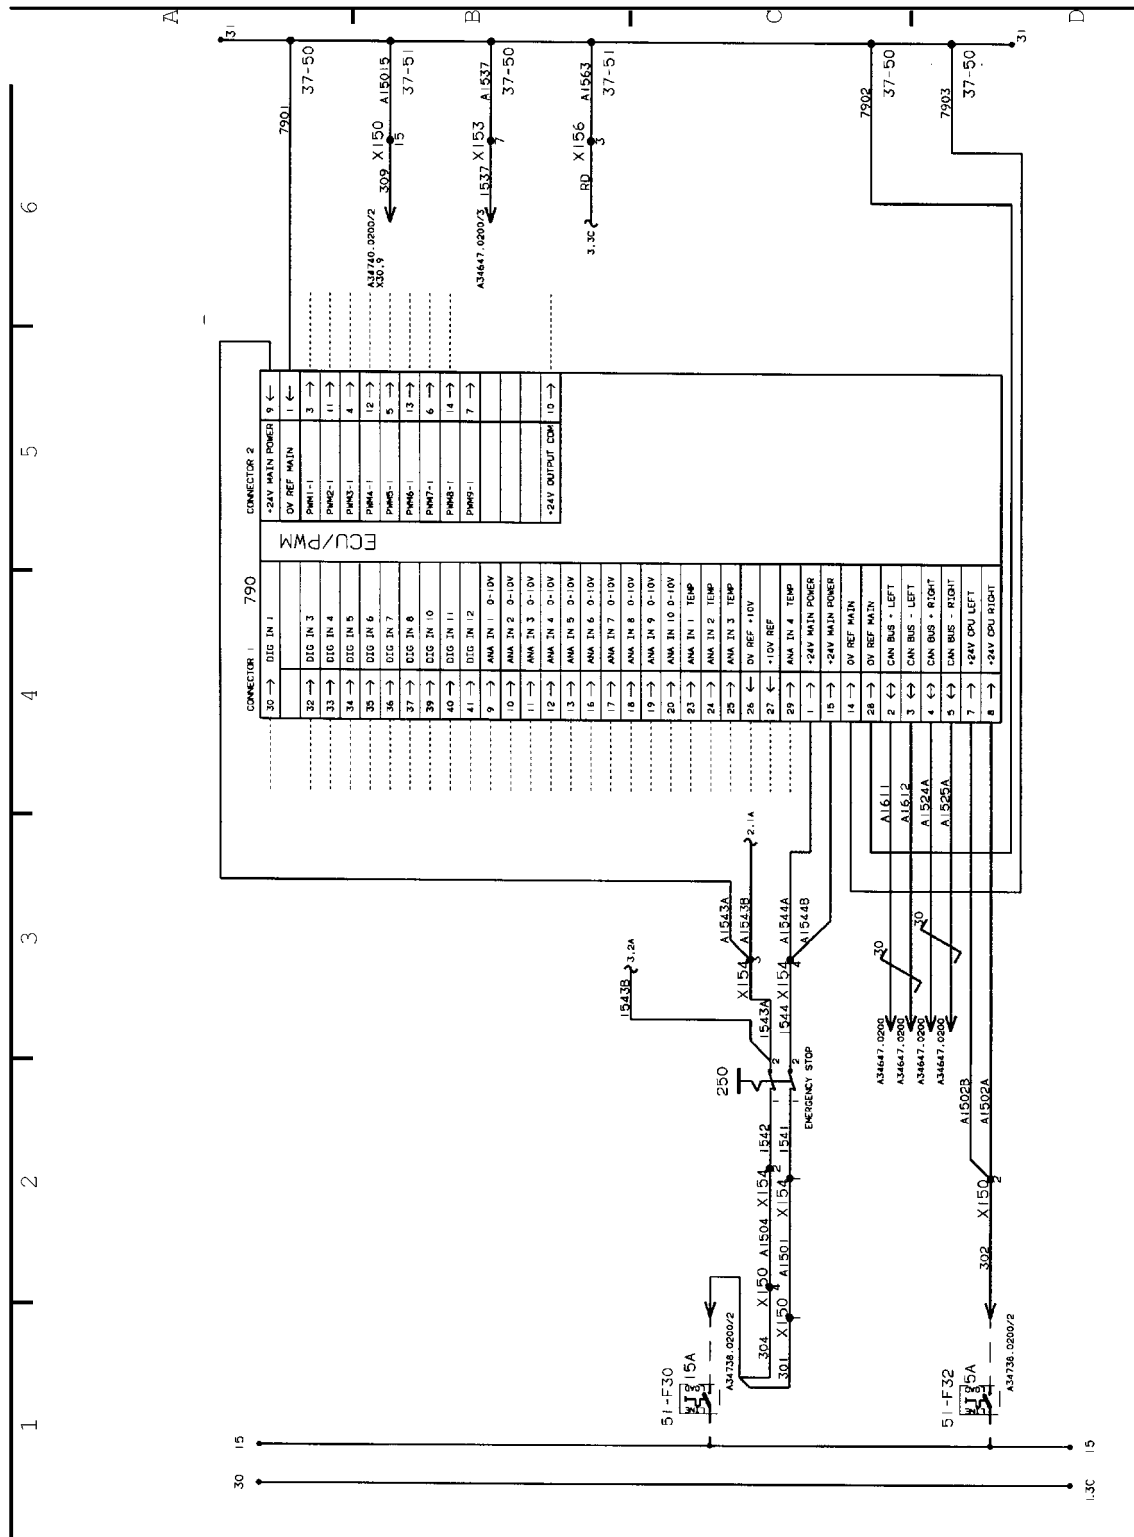 A
B
C
D
6
5
4
3
2
1
31
31
37-50
37-51
37-50
37-51
37-50
37-50
7901
A15015
A1537
A1563
7902
7903
X150
15
X153
7
X156
3
309
1537
RD
A34740.0200/2
X30.9
A34647.0200/3
3.3C
CONNECTOR 2
+24V MAIN POWER 9 ←
0V REF MAIN 1 ←
PWM1-1 3 →
PWM2-1 11 →
PWM3-1 4 →
PWM4-1 12 →
PWM5-1 5 →
PWM6-1 13 →
PWM7-1 6 →
PWM8-1 14 →
PWM9-1 7 →
+24V OUTPUT COM 10 →
ECU/PWM
790
CONNECTOR 1
30 → DIG IN 1
32 → DIG IN 3
33 → DIG IN 4
34 → DIG IN 5
35 → DIG IN 6
36 → DIG IN 7
37 → DIG IN 8
39 → DIG IN 10
40 → DIG IN 11
41 → DIG IN 12
9 → ANA IN 1 0-10V
10 → ANA IN 2 0-10V
11 → ANA IN 3 0-10V
12 → ANA IN 4 0-10V
13 → ANA IN 5 0-10V
16 → ANA IN 6 0-10V
17 → ANA IN 7 0-10V
18 → ANA IN 8 0-10V
19 → ANA IN 9 0-10V
20 → ANA IN 10 0-10V
23 → ANA IN 1 TEMP
24 → ANA IN 2 TEMP
25 → ANA IN 3 TEMP
26 ← 0V REF +10V
27 ← +10V REF
29 → ANA IN 4 TEMP
1 → +24V MAIN POWER
15 → +24V MAIN POWER
14 → 0V REF MAIN
28 → 0V REF MAIN
2 ↔ CAN BUS + LEFT
3 ↔ CAN BUS - LEFT
4 ↔ CAN BUS + RIGHT
5 ↔ CAN BUS - RIGHT
7 → +24V CPU LEFT
8 → +24V CPU RIGHT
A1611
A1612
A1524A
A1525A
2.1A
A1543A
A1543B
A1544A
A1544B
30
30
3.2A
1543B
X154
3
X154
4
1543A
1544
A34647.0200
A34647.0200
A34647.0200
A34647.0200
250
2
2
1
1
EMERGENCY STOP
A1502B
A1502A
1542
1541
X154
2
X154
X150
2
A1504
A1501
302
X150
4
X150
304
301
A34738.0200/2
A34738.0200/2
51-F30
15A
51-F32
5A
15
15
30
1.3C